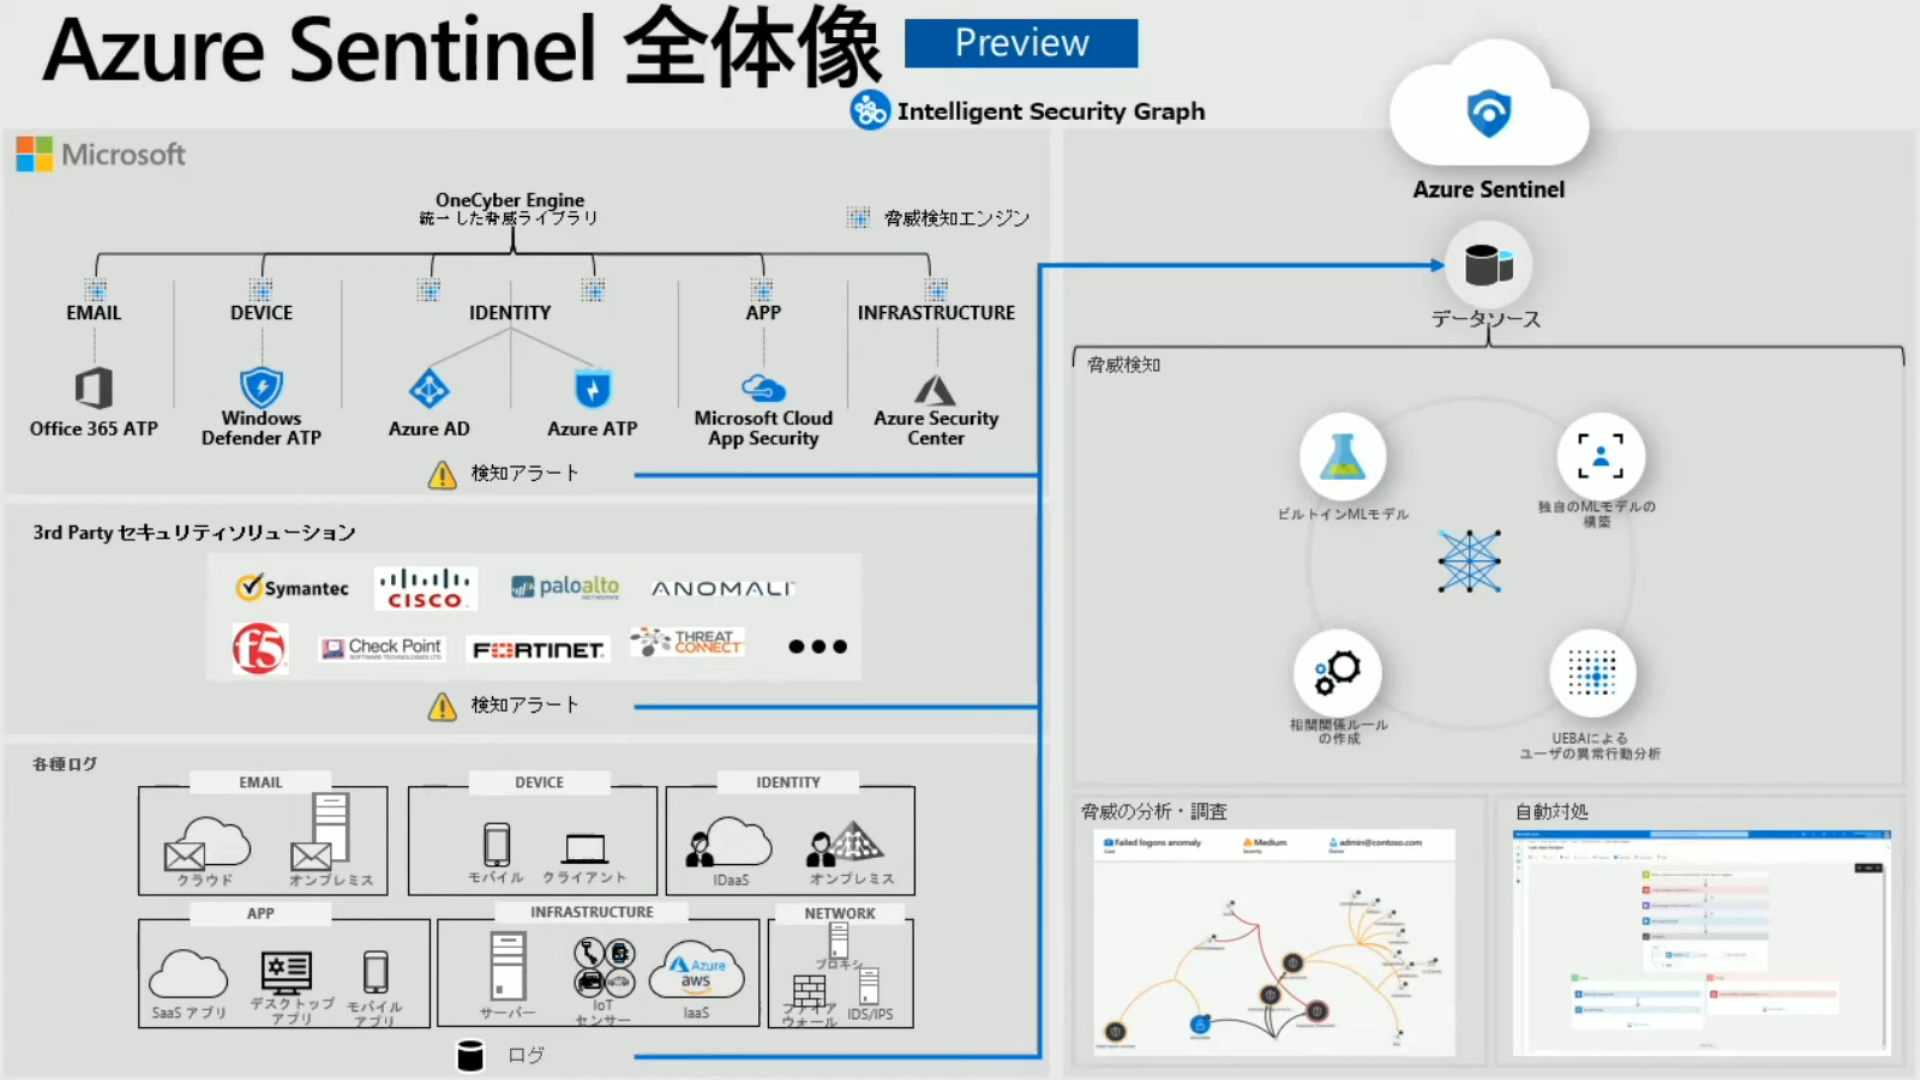 Azure Sentinel 全体像
Preview
Intelligent Security Graph
Microsoft
OneCyber Engine
統一した脅威ライブラリ
脅威検知エンジン
EMAIL
DEVICE
IDENTITY
APP
INFRASTRUCTURE
Office 365 ATP
Windows
Defender ATP
Azure AD
Azure ATP
Microsoft Cloud
App Security
Azure Security
Center
検知アラート
3rd Party セキュリティソリューション
Symantec
CISCO
paloalto
NETWORKS
ANOMALI
f5
Check Point
SOFTWARE TECHNOLOGIES LTD
FORTINET
THREAT
CONNECT
検知アラート
各種ログ
EMAIL
クラウド
オンプレミス
DEVICE
モバイル
クライアント
IDENTITY
IDaaS
オンプレミス
APP
SaaS アプリ
デスクトップ
アプリ
モバイル
アプリ
INFRASTRUCTURE
サーバー
IoT
センサー
Azure
aws
IaaS
NETWORK
プロキシ
ファイア
ウォール
IDS/IPS
ログ
Azure Sentinel
データソース
脅威検知
ビルトインMLモデル
独自のMLモデルの
構築
相関関係ルール
の作成
UEBAによる
ユーザの異常行動分析
脅威の分析・調査
Failed logons anomaly
Case
Medium
Severity
admin@contoso.com
Owner
自動対処